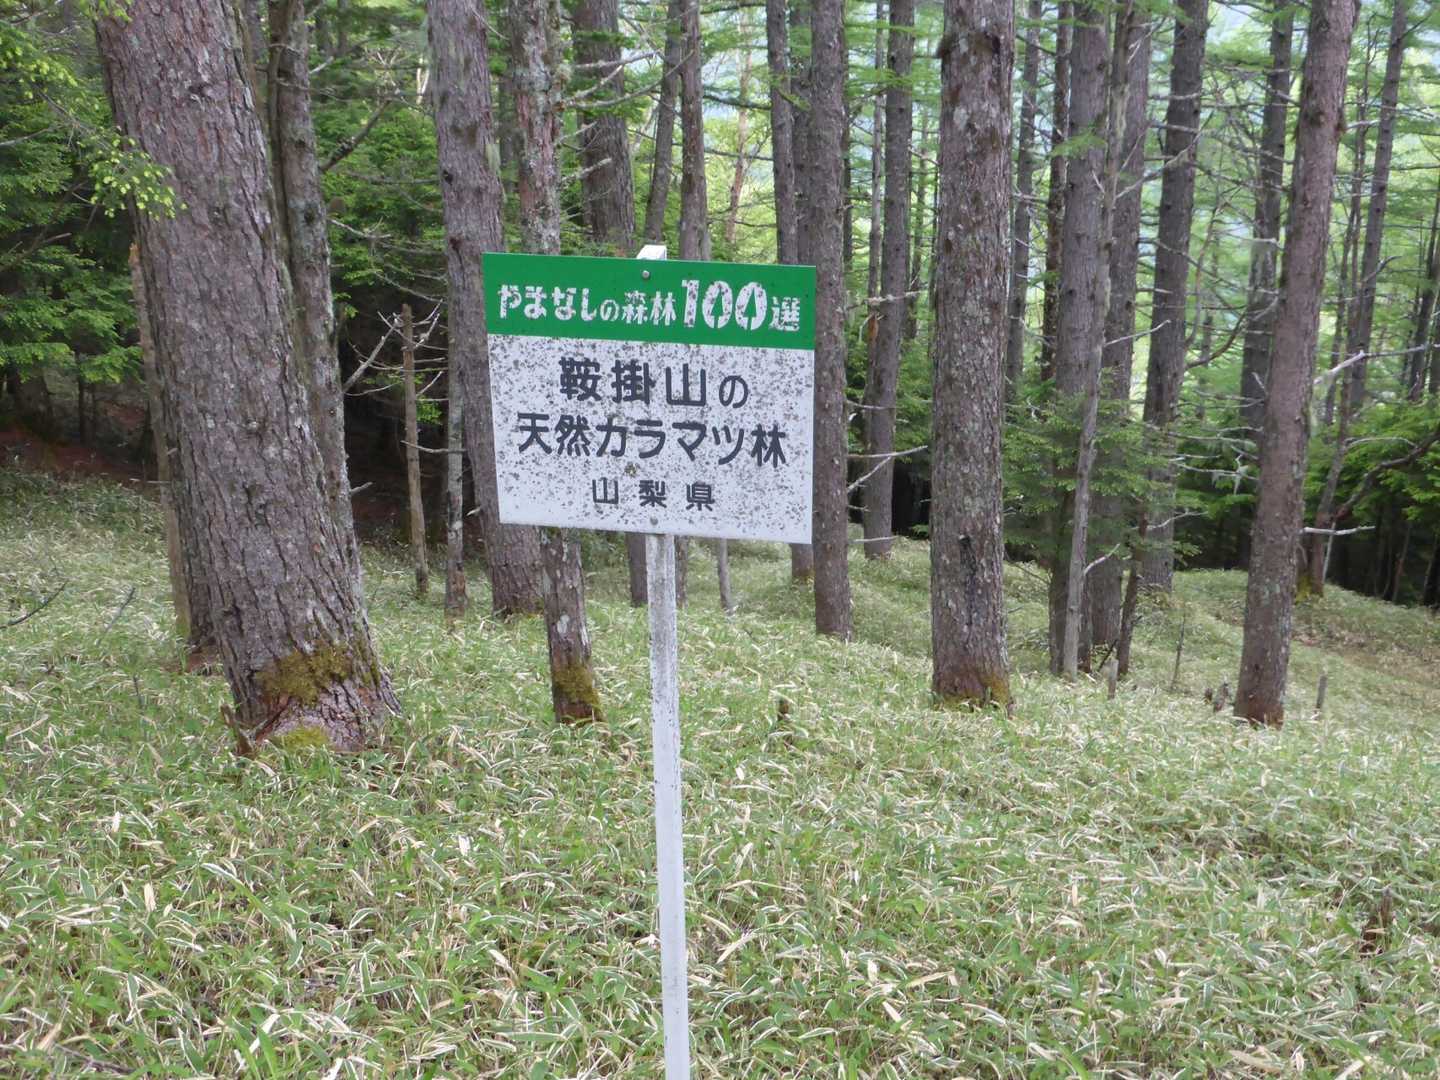 やまなしの森林100選
鞍掛山の
天然カラマツ林
山梨県